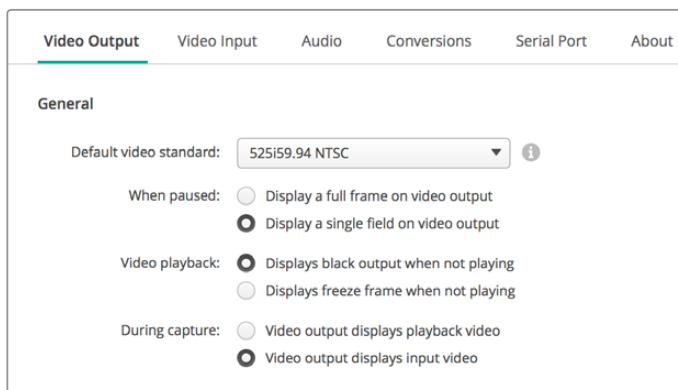 Video Output Video Input Audio Conversions Serial Port About
General
Default video standard: 525i59.94 NTSC
When paused: Display a full frame on video output
Display a single field on video output
Video playback: Displays black output when not playing
Displays freeze frame when not playing
During capture: Video output displays playback video
Video output displays input video